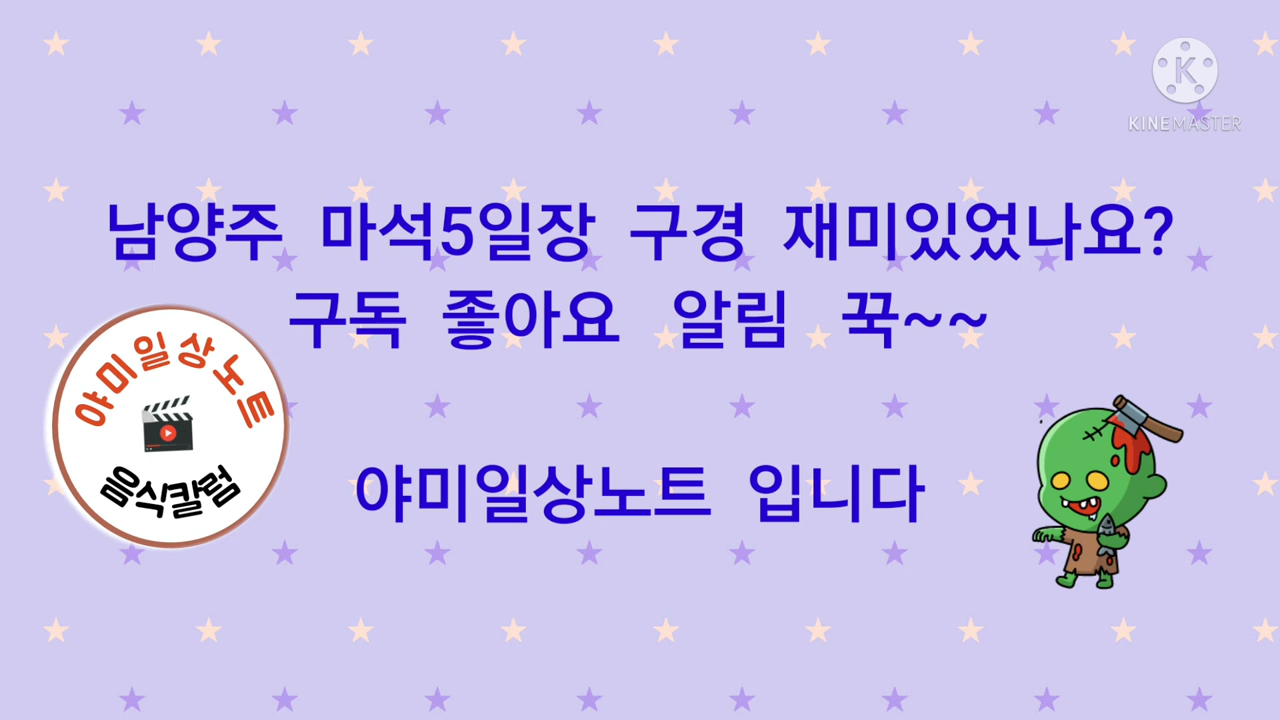 K
KINEMASTER
남양주 마석5일장 구경 재미있었나요?
구독 좋아요 알림 꾹~~
야미일상노트
음식칼럼
야미일상노트 입니다